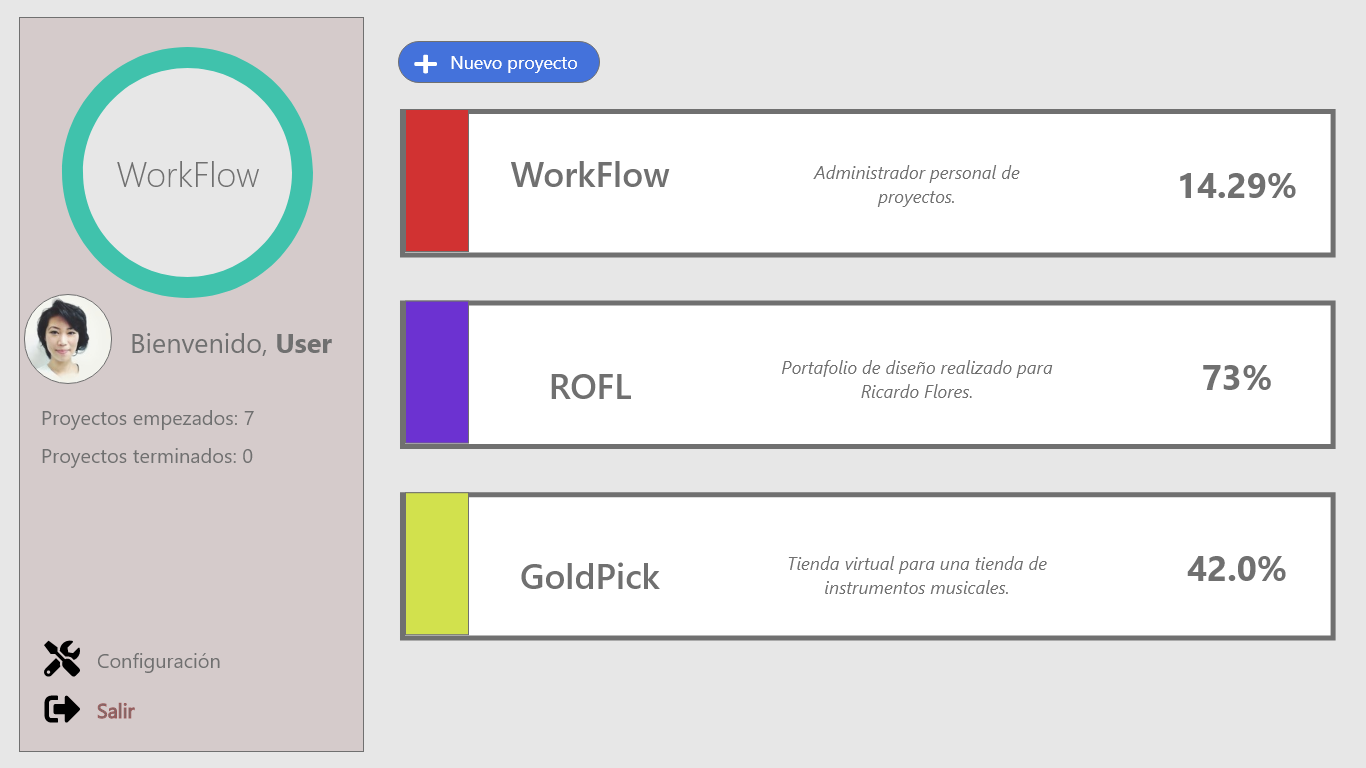 WorkFlow
Bienvenido, User
Proyectos empezados: 7
Proyectos terminados: 0
Configuración
Salir
Nuevo proyecto
WorkFlow
Administrador personal de
proyectos.
14.29%
ROFL
Portafolio de diseño realizado para
Ricardo Flores.
73%
GoldPick
Tienda virtual para una tienda de
instrumentos musicales.
42.0%